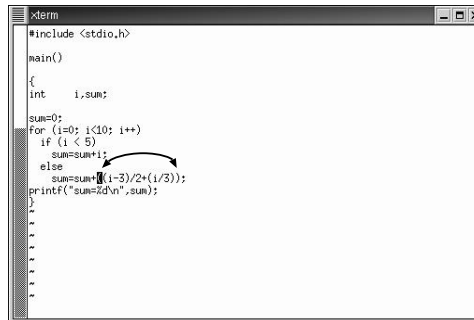 xterm
#include <stdio.h>
main()
{
int     i,sum;
sum=0;
for (i=0; i<10; i++)
  if (i < 5)
    sum=sum+i;
  else
    sum=sum+((i-3)/2+(i/3));
printf("sum=%d\n",sum);
}
~
~
~
~
~
~
~
~